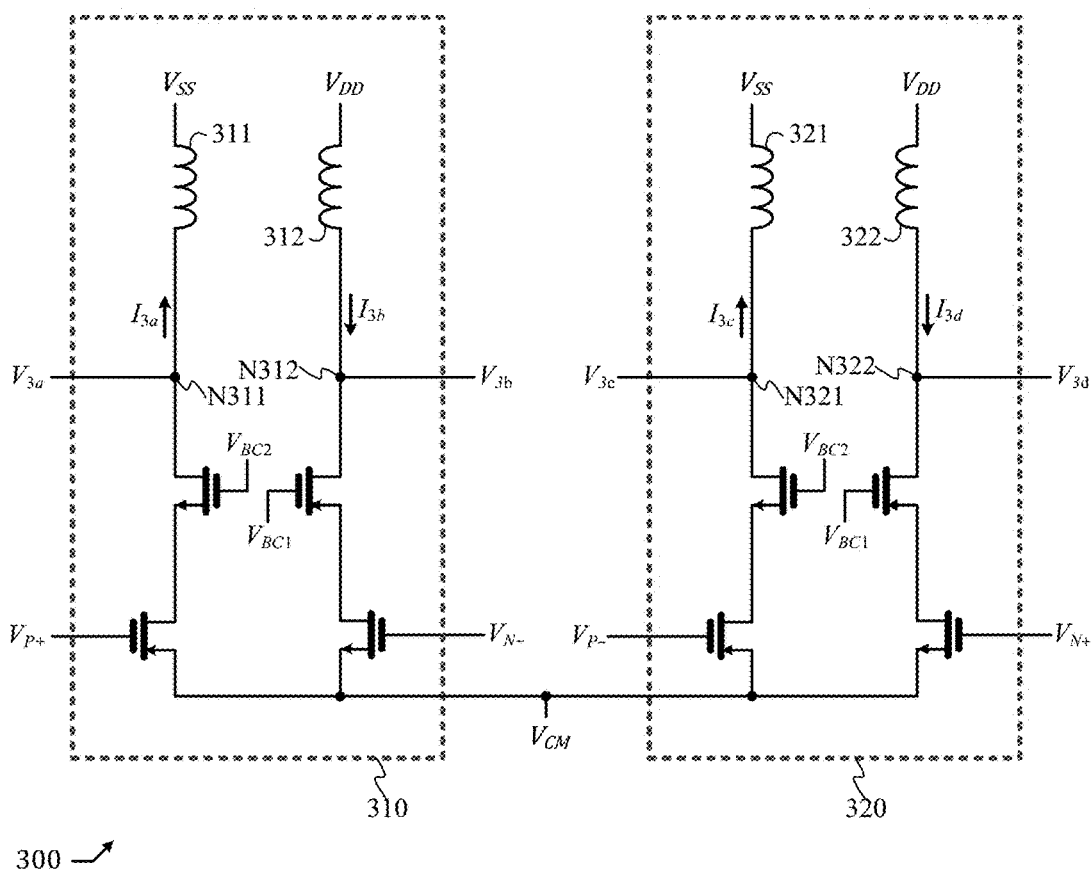 V_SS V_DD V_SS V_DD
311 321
312 322
I_3a I_3b I_3c I_3d
V_3a N311 N312 V_3b V_3c N321 N322 V_3d
V_BC2 V_BC2
V_BC1 V_BC1
V_P+ V_N− V_P− V_N+
V_CM
310 320
300